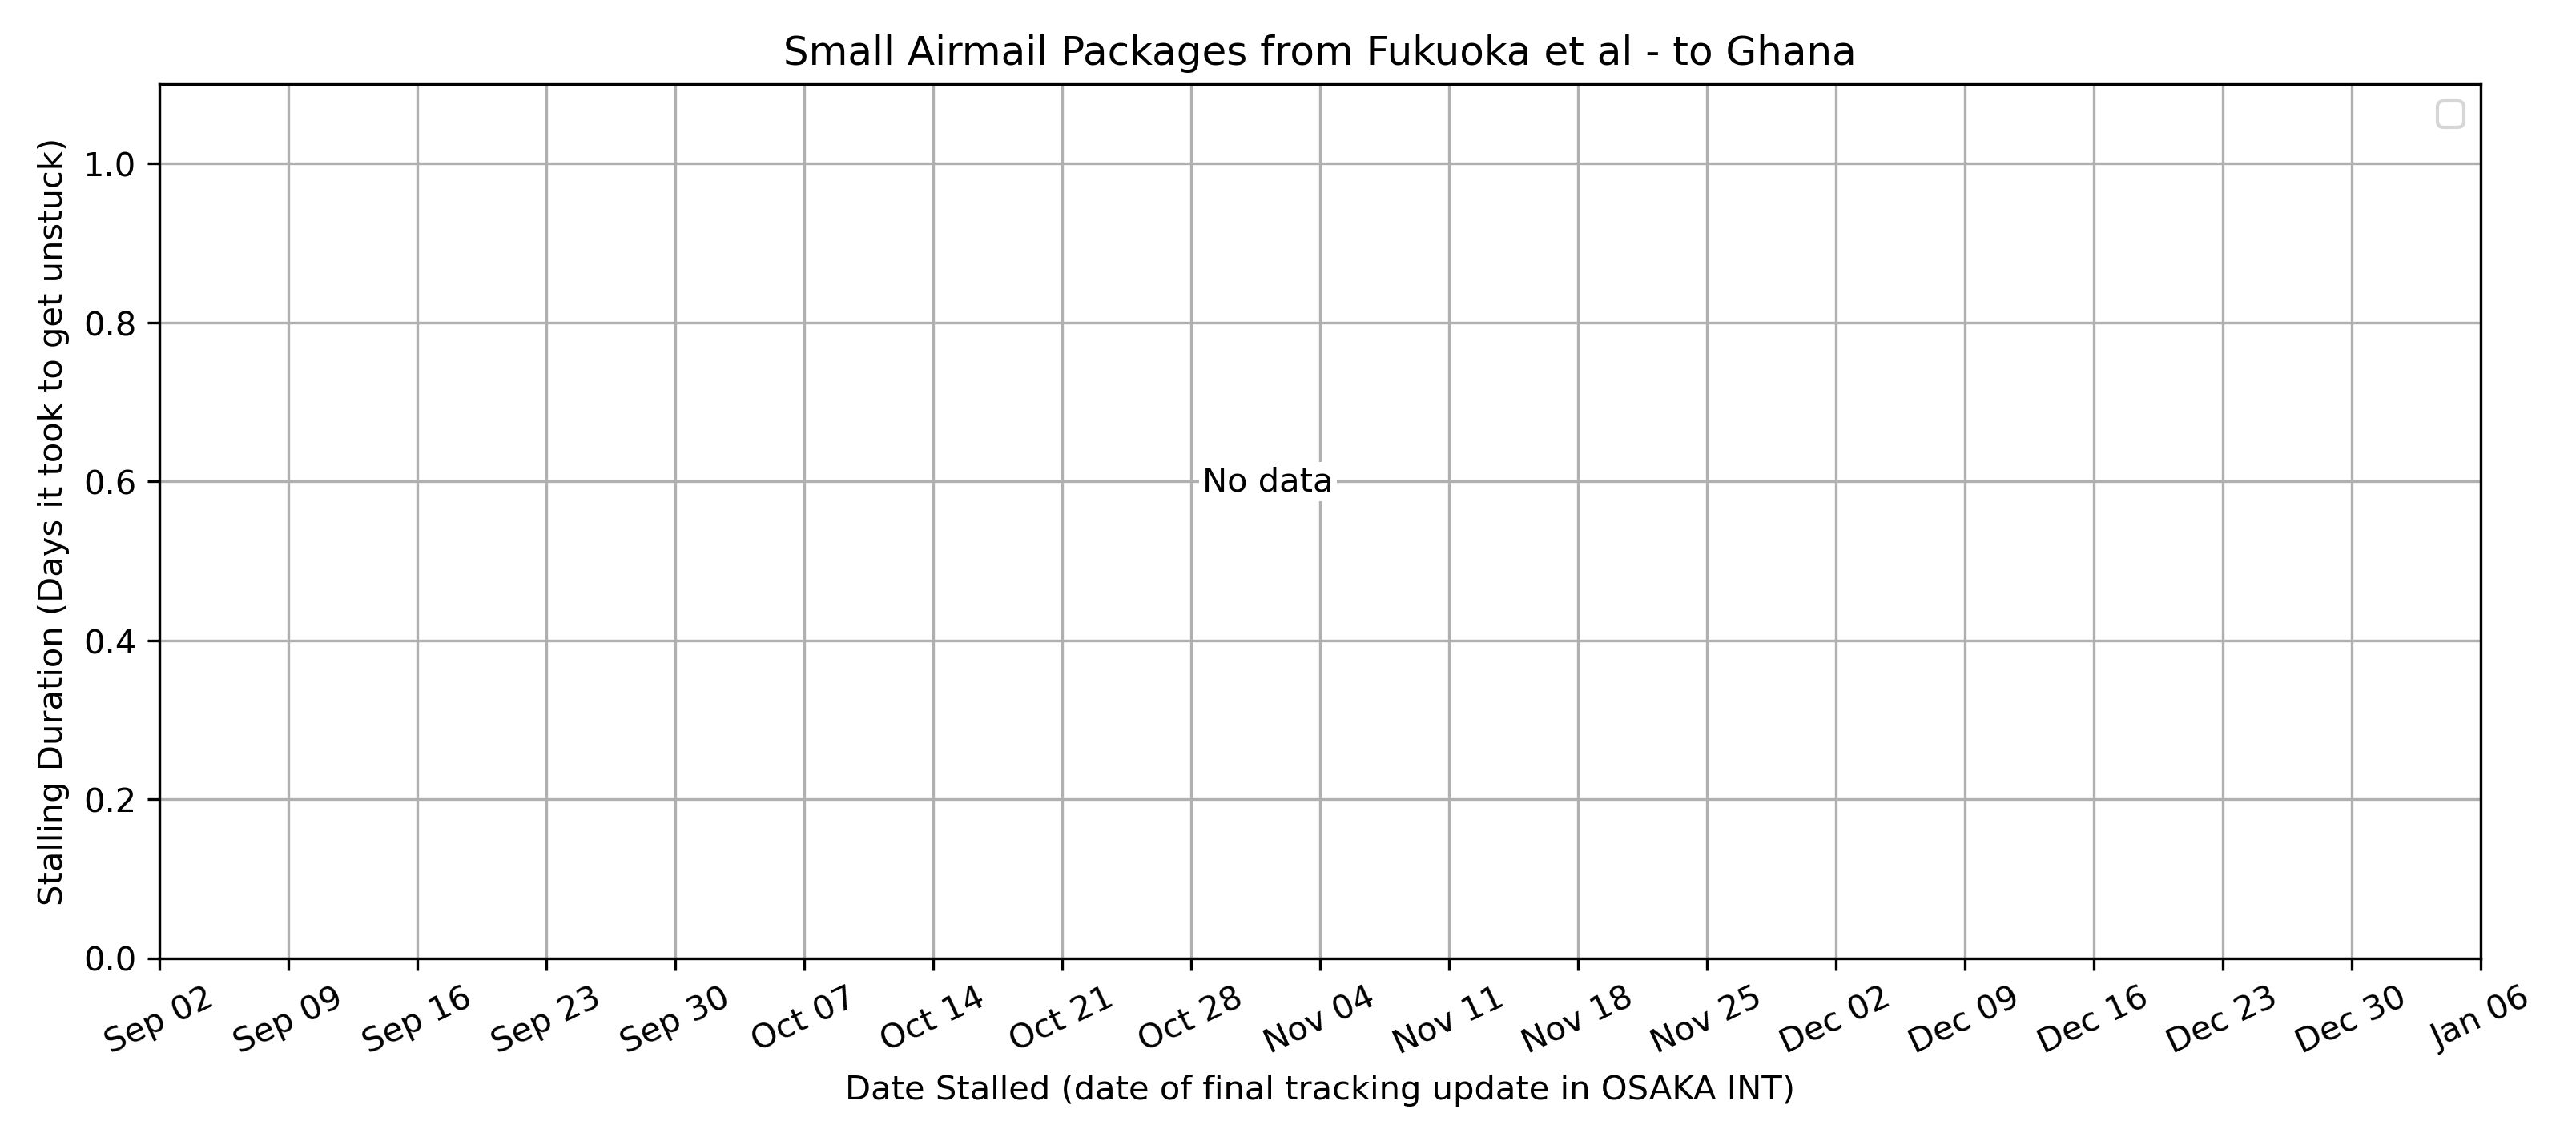 Small Airmail Packages from Fukuoka et al - to Ghana
Stalling Duration (Days it took to get unstuck)
1.0
0.8
0.6
0.4
0.2
0.0
No data
Sep 02
Sep 09
Sep 16
Sep 23
Sep 30
Oct 07
Oct 14
Oct 21
Oct 28
Nov 04
Nov 11
Nov 18
Nov 25
Dec 02
Dec 09
Dec 16
Dec 23
Dec 30
Jan 06
Date Stalled (date of final tracking update in OSAKA INT)